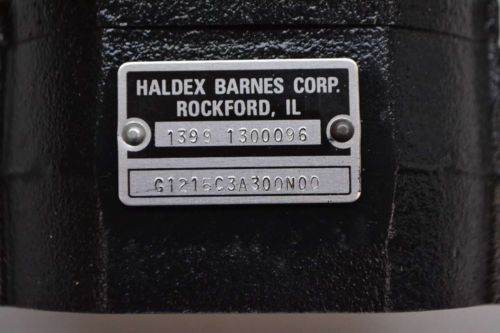 HALDEX BARNES CORP.
ROCKFORD, IL
1399 1300096
G1216C3A300N00